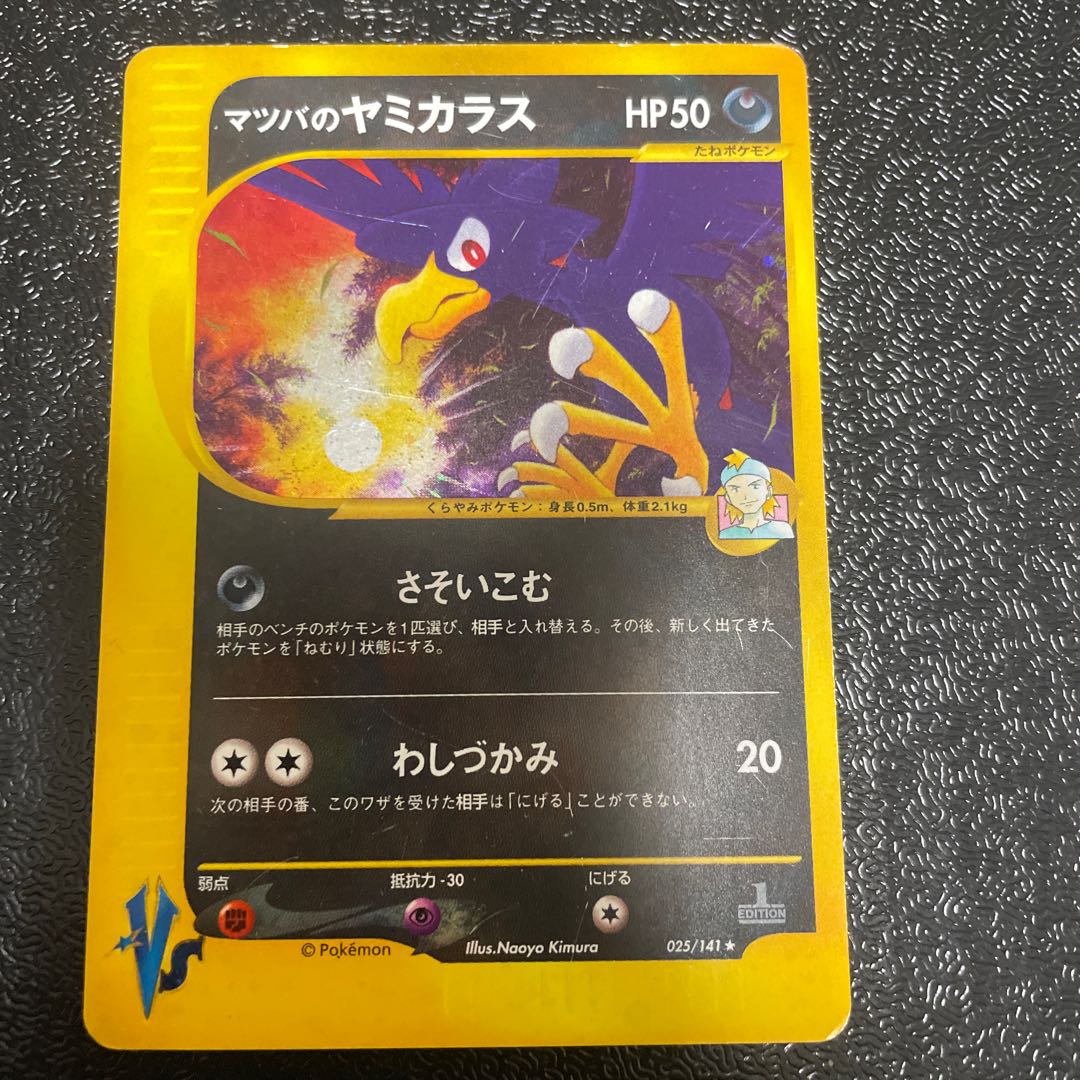 マツバのヤミカラス HP50
たねポケモン
くらやみポケモン：身長0.5m、体重2.1kg
さそいこむ
相手のベンチのポケモンを1匹選び、相手と入れ替える。その後、新しく出てきた
ポケモンを「ねむり」状態にする。
わしづかみ 20
次の相手の番、このワザを受けた相手は「にげる」ことができない。
弱点 抵抗力-30 にげる
1
EDITION
VS
© Pokémon Illus.Naoyo Kimura 025/141★